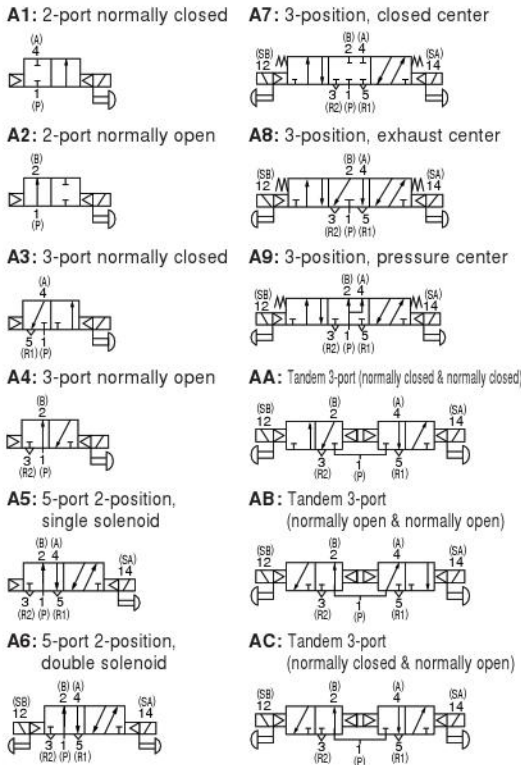 A1: 2-port normally closed
(A)
4
1
(P)
A2: 2-port normally open
(B)
2
1
(P)
A3: 3-port normally closed
(A)
4
5 1
(R1) (P)
A4: 3-port normally open
(B)
2
3 1
(R2) (P)
A5: 5-port 2-position,
single solenoid
(B) (A)
2 4
(SA)
14
3 1 5
(R2) (P) (R1)
A6: 5-port 2-position,
double solenoid
(B) (A)
(SB) 2 4 (SA)
12 14
3 1 5
(R2) (P) (R1)
A7: 3-position, closed center
(B) (A)
(SB) 2 4 (SA)
12 14
3 1 5
(R2) (P) (R1)
A8: 3-position, exhaust center
(B) (A)
(SB) 2 4 (SA)
12 14
3 1 5
(R2) (P) (R1)
A9: 3-position, pressure center
(B) (A)
(SB) 2 4 (SA)
12 14
3 1 5
(R2) (P) (R1)
AA: Tandem 3-port (normally closed & normally closed)
(SB) (B) (A) (SA)
12 2 4 14
3 1 5
(R2) (P) (R1)
AB: Tandem 3-port
(normally open & normally open)
(SB) (B) (A) (SA)
12 2 4 14
3 1 5
(R2) (P) (R1)
AC: Tandem 3-port
(normally closed & normally open)
(SB) (B) (A) (SA)
12 2 4 14
3 1 5
(R2) (P) (R1)